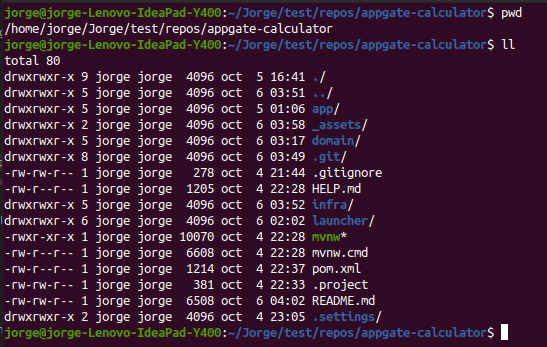 jorge@jorge-Lenovo-IdeaPad-Y400:~/Jorge/test/repos/appgate-calculator$ pwd
/home/jorge/Jorge/test/repos/appgate-calculator
jorge@jorge-Lenovo-IdeaPad-Y400:~/Jorge/test/repos/appgate-calculator$ ll
total 80
drwxrwxr-x 9 jorge jorge  4096 oct  5 16:41 ./
drwxrwxr-x 5 jorge jorge  4096 oct  6 03:51 ../
drwxrwxr-x 5 jorge jorge  4096 oct  5 01:06 app/
drwxrwxr-x 2 jorge jorge  4096 oct  6 03:58 _assets/
drwxrwxr-x 5 jorge jorge  4096 oct  6 03:17 domain/
drwxrwxr-x 8 jorge jorge  4096 oct  6 03:49 .git/
-rw-rw-r-- 1 jorge jorge   278 oct  4 21:44 .gitignore
-rw-r--r-- 1 jorge jorge  1205 oct  4 22:28 HELP.md
drwxrwxr-x 5 jorge jorge  4096 oct  6 03:52 infra/
drwxrwxr-x 6 jorge jorge  4096 oct  6 02:02 launcher/
-rwxr-xr-x 1 jorge jorge 10070 oct  4 22:28 mvnw*
-rw-r--r-- 1 jorge jorge  6608 oct  4 22:28 mvnw.cmd
-rw-r--r-- 1 jorge jorge  1214 oct  4 22:37 pom.xml
-rw-rw-r-- 1 jorge jorge   381 oct  4 22:33 .project
-rw-rw-r-- 1 jorge jorge  6508 oct  6 04:02 README.md
drwxrwxr-x 2 jorge jorge  4096 oct  4 23:05 .settings/
jorge@jorge-Lenovo-IdeaPad-Y400:~/Jorge/test/repos/appgate-calculator$